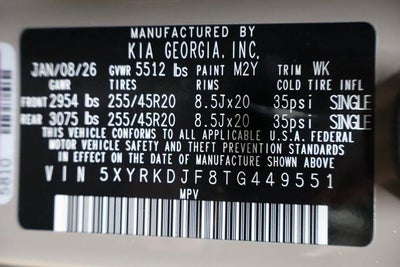 MANUFACTURED BY
KIA GEORGIA, INC.
JAN/08/26 GVWR 5512 lbs PAINT M2Y TRIM WK
GAWR TIRES RIMS COLD TIRE INFL
FRONT 2954 lbs 255/45R20 8.5Jx20 35psi SINGLE
REAR 3075 lbs 255/45R20 8.5Jx20 35psi SINGLE
THIS VEHICLE CONFORMS TO ALL APPLICABLE U.S.A. FEDERAL
MOTOR VEHICLE SAFETY AND THEFT PREVENTION STANDARDS
IN EFFECT ON THE DATE OF MANUFACTURE SHOWN ABOVE.
VIN 5XYRKDJF8TG449551
MPV
5810